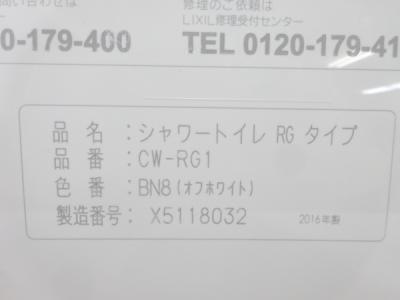 修理のご依頼は
LIXIL修理受付センター
0-179-400 TEL 0120-179-41
品 名 : シャワートイレ RG タイプ
品 番 : CW-RG1
色 番 : BN8 (オフホワイト)
製造番号 : X5118032 2016年製